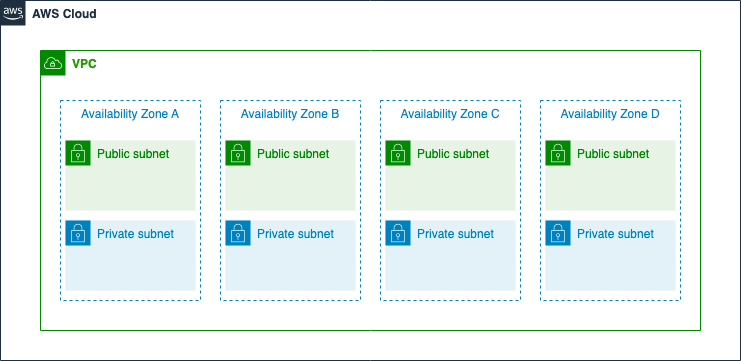 aws
AWS Cloud
VPC
Availability Zone A
Public subnet
Private subnet
Availability Zone B
Public subnet
Private subnet
Availability Zone C
Public subnet
Private subnet
Availability Zone D
Public subnet
Private subnet